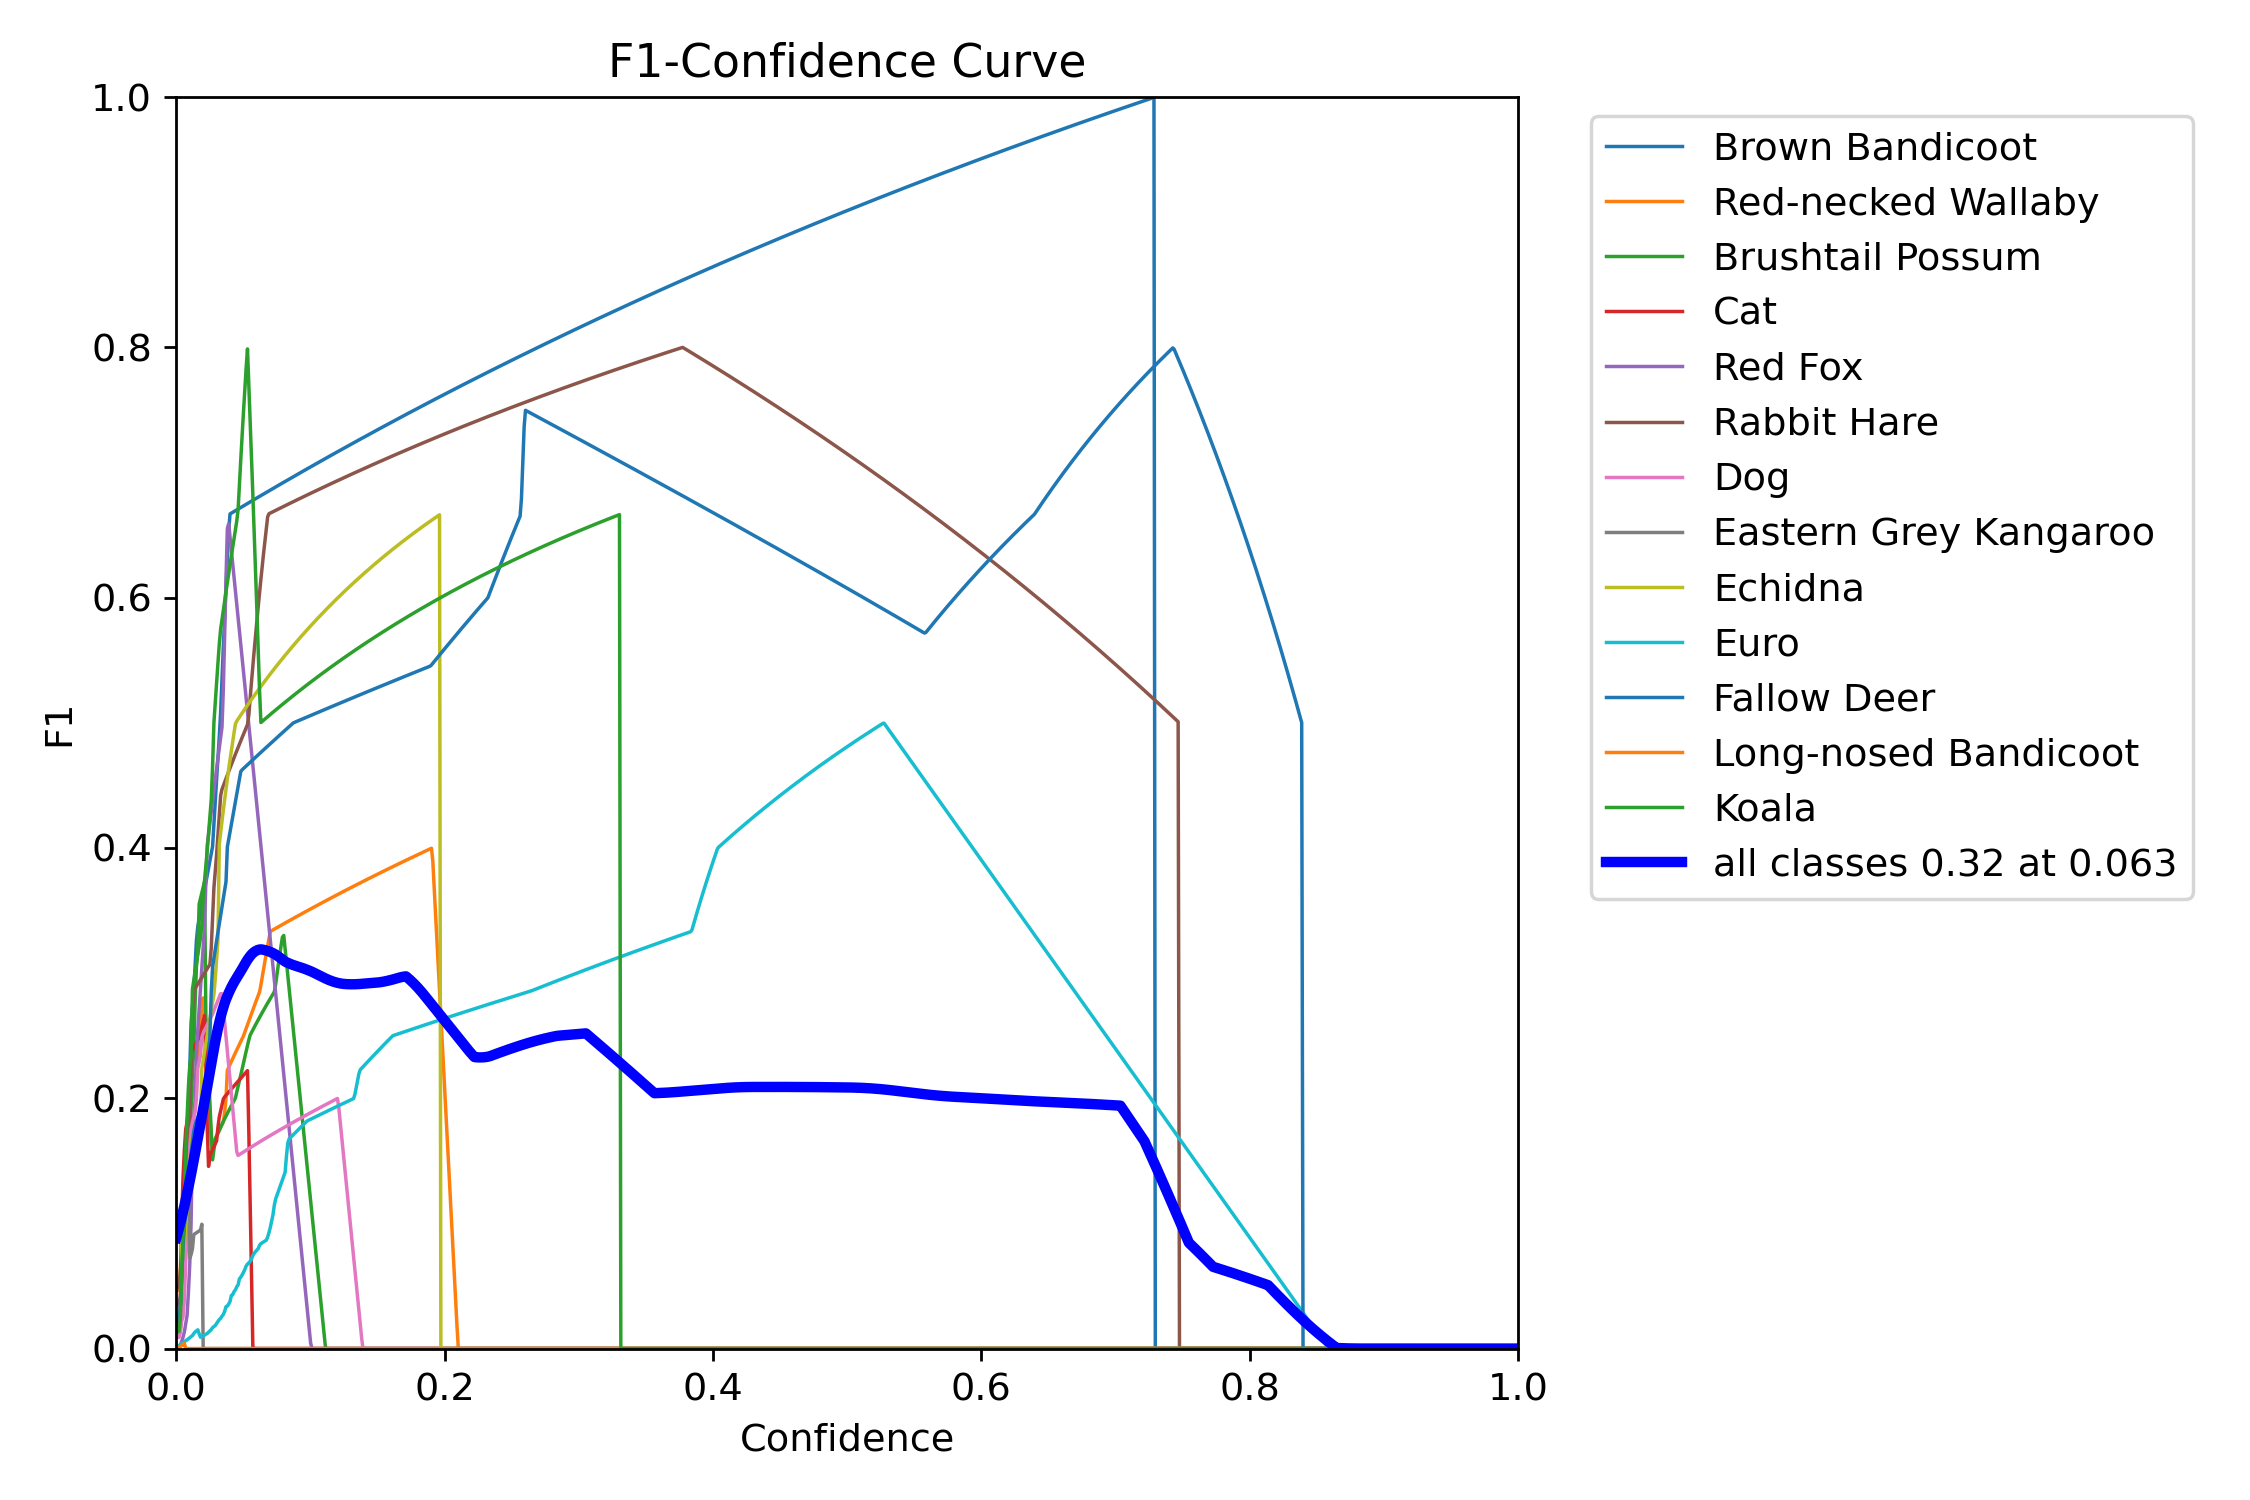 F1-Confidence Curve
1.0
0.8
0.6
0.4
0.2
0.0
F1
0.0 0.2 0.4 0.6 0.8 1.0
Confidence
Brown Bandicoot
Red-necked Wallaby
Brushtail Possum
Cat
Red Fox
Rabbit Hare
Dog
Eastern Grey Kangaroo
Echidna
Euro
Fallow Deer
Long-nosed Bandicoot
Koala
all classes 0.32 at 0.063